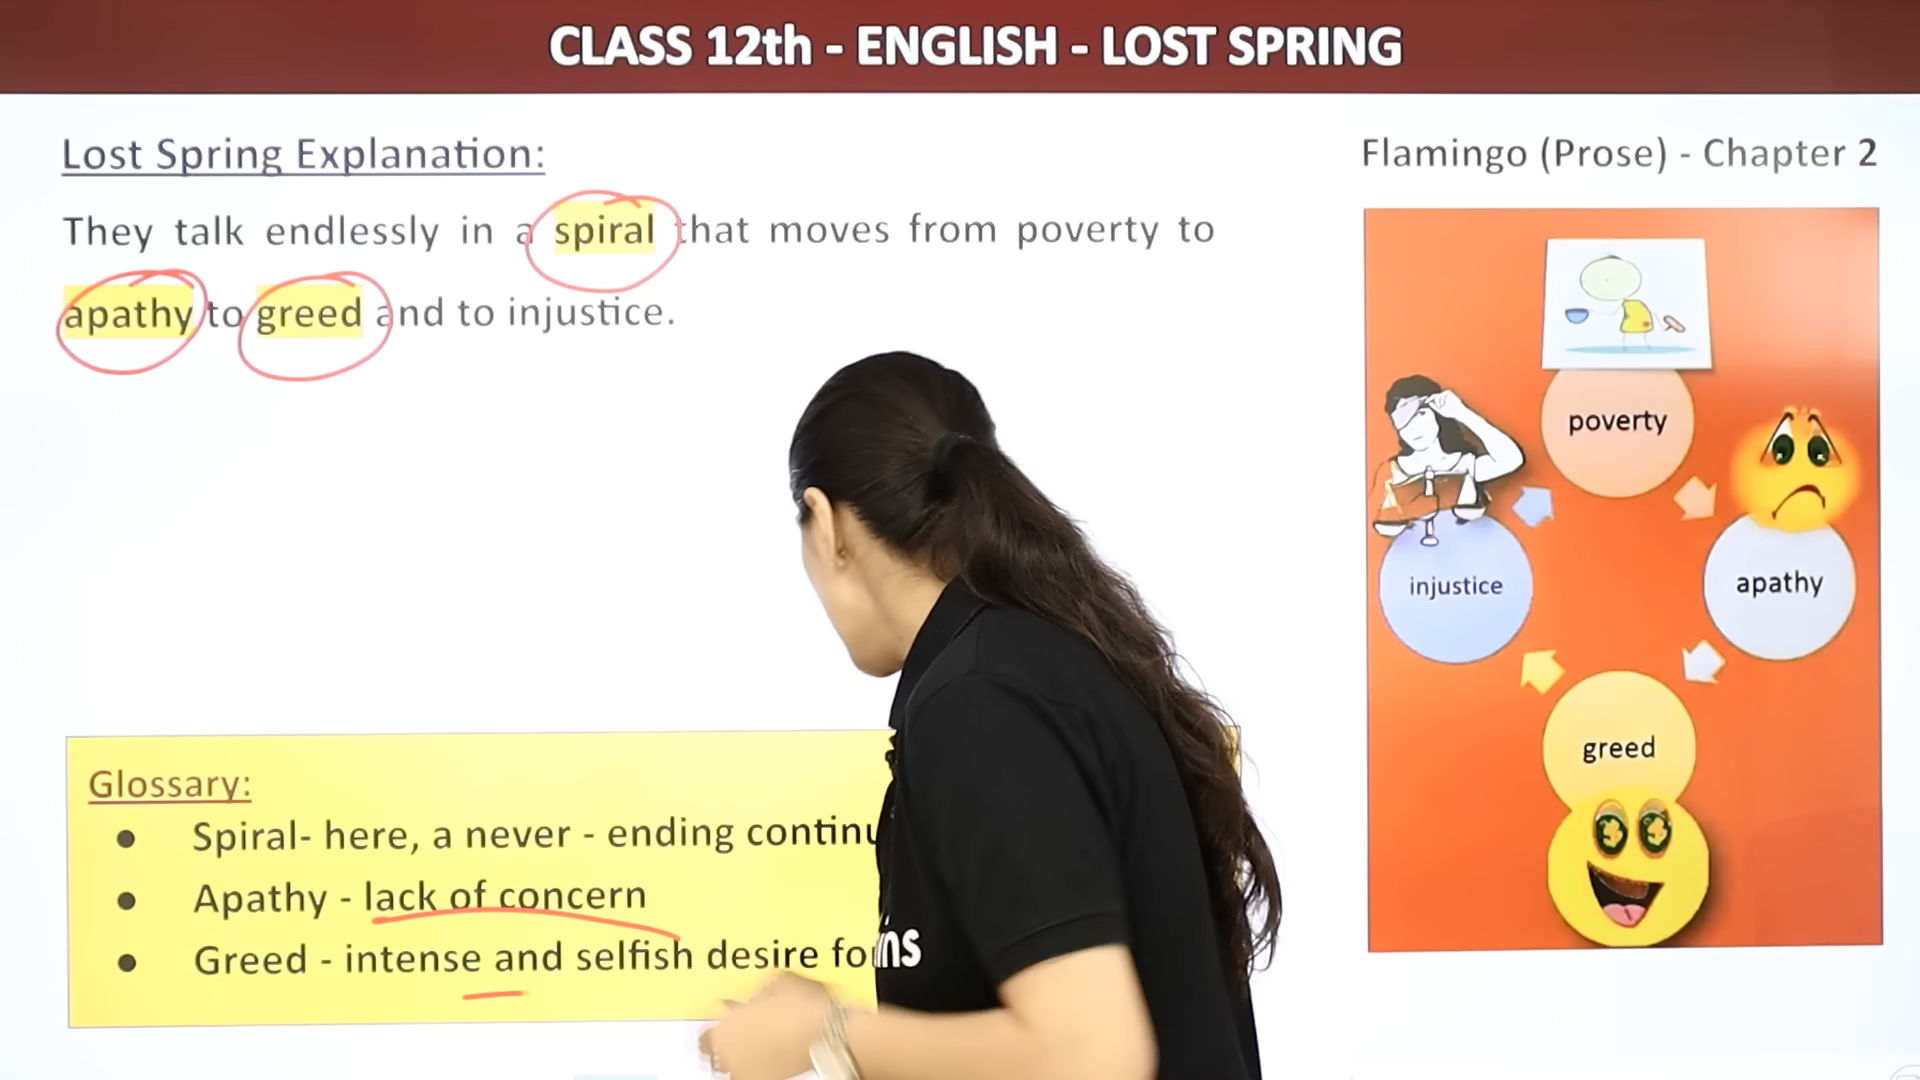 CLASS 12th - ENGLISH - LOST SPRING
Lost Spring Explanation:
Flamingo (Prose) - Chapter 2
They talk endlessly in a spiral that moves from poverty to
apathy to greed and to injustice.
poverty
injustice
apathy
greed
Glossary:
Spiral- here, a never - ending
Apathy - lack of concern
Greed - intense and selfish desire